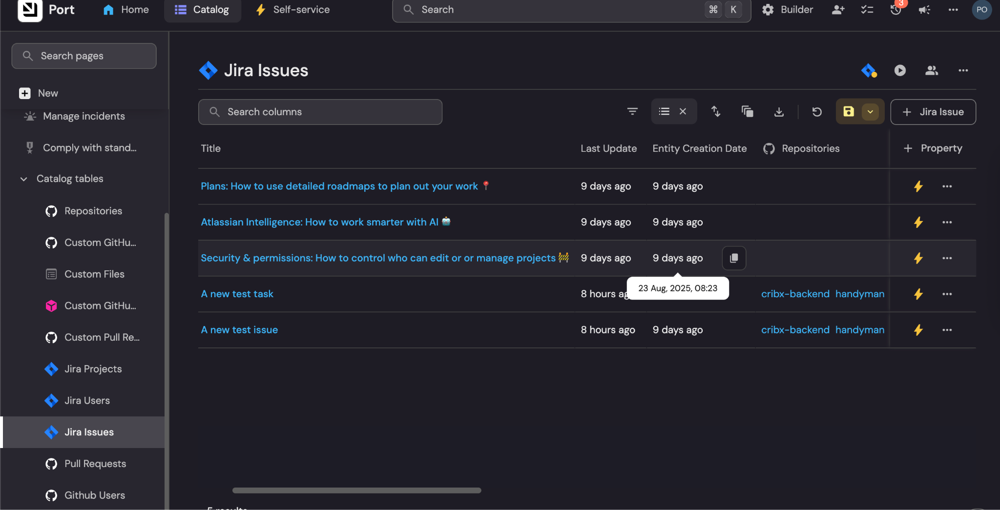 Port
Home
Catalog
Self-service
Search
⌘ K
Builder
3
PO
Search pages
New
Manage incidents
Comply with stand...
Catalog tables
Repositories
Custom GitHu...
Custom Files
Custom GitHu...
Custom Pull Re...
Jira Projects
Jira Users
Jira Issues
Pull Requests
Github Users
Jira Issues
Search columns
Jira Issue
Title Last Update Entity Creation Date Repositories Property
Plans: How to use detailed roadmaps to plan out your work 📍 9 days ago 9 days ago
Atlassian Intelligence: How to work smarter with AI 🤖 9 days ago 9 days ago
Security & permissions: How to control who can edit or or manage projects 🚧 9 days ago 9 days ago
23 Aug, 2025, 08:23
A new test task 8 hours ag cribx-backend handyman
A new test issue 8 hours ago 9 days ago cribx-backend handyman
5 results